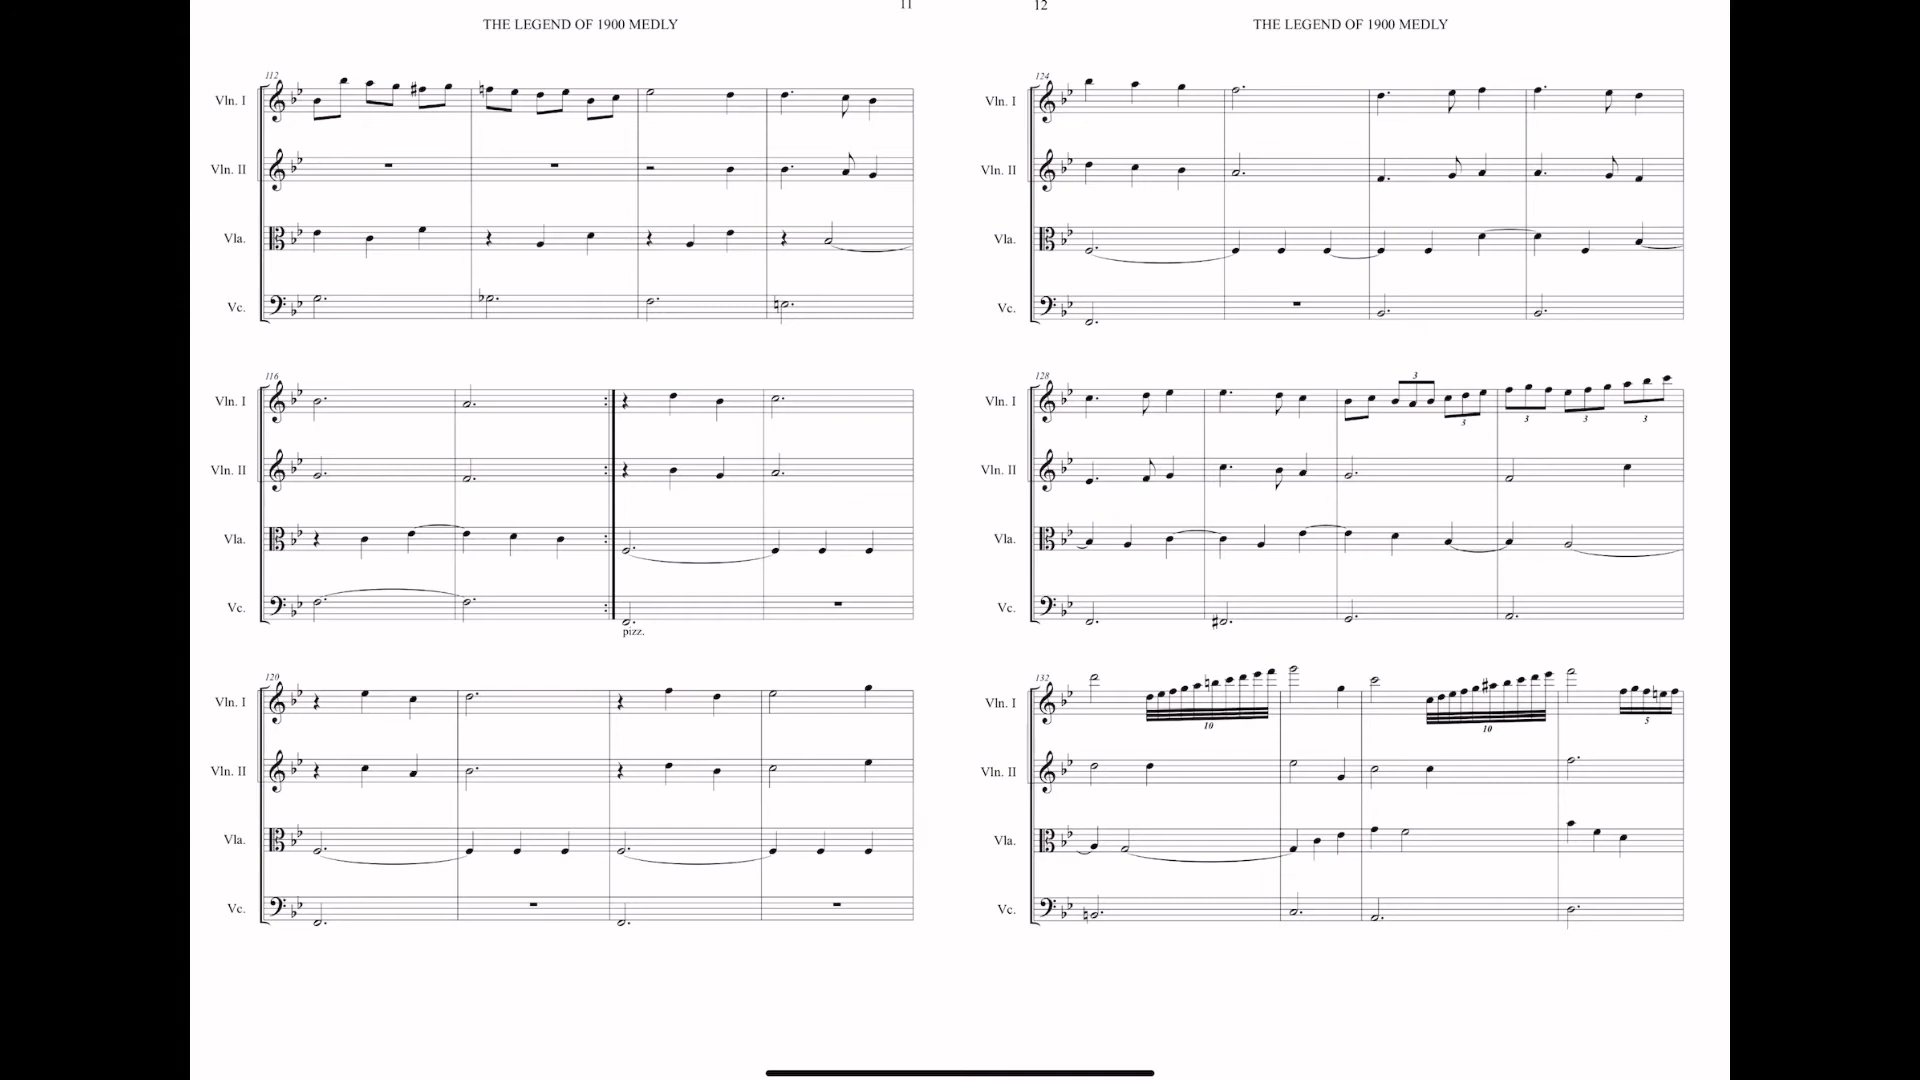 11
THE LEGEND OF 1900 MEDLY
112
Vln. I
Vln. II
Vla.
Vc.
116
Vln. I
Vln. II
Vla.
Vc.
pizz.
120
Vln. I
Vln. II
Vla.
Vc.
12
THE LEGEND OF 1900 MEDLY
124
Vln. I
Vln. II
Vla.
Vc.
128
3
Vln. I
3
3 3 3
Vln. II
Vla.
Vc.
132
Vln. I
10 10 5
Vln. II
Vla.
Vc.